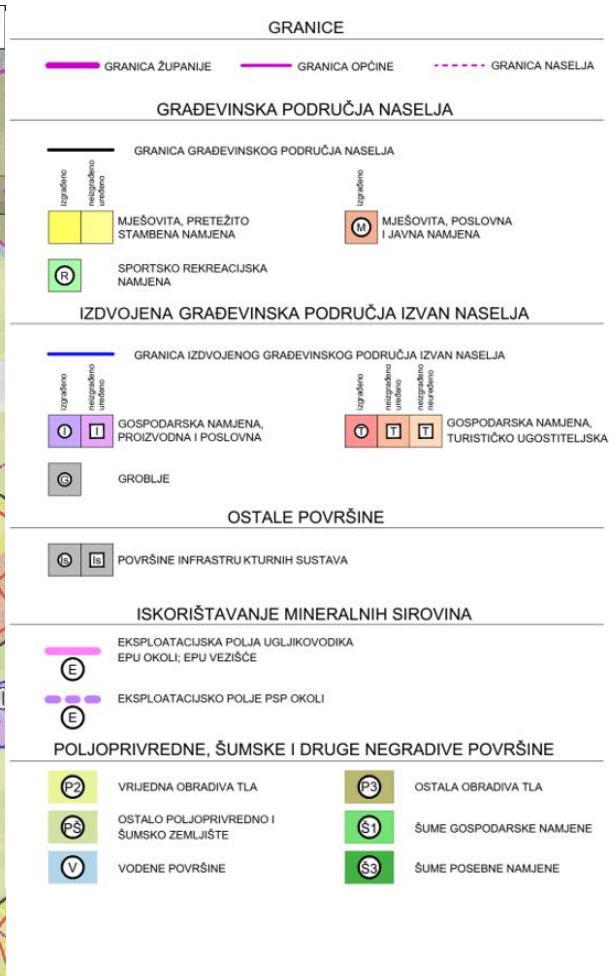 GRANICE
GRANICA ŽUPANIJE
GRANICA OPĆINE
GRANICA NASELJA
GRAĐEVINSKA PODRUČJA NASELJA
GRANICA GRAĐEVINSKOG PODRUČJA NASELJA
izgrađeno
neizgrađeno
uređeno
MJEŠOVITA, PRETEŽITO
STAMBENA NAMJENA
izgrađeno
M
MJEŠOVITA, POSLOVNA
I JAVNA NAMJENA
R
SPORTSKO REKREACIJSKA
NAMJENA
IZDVOJENA GRAĐEVINSKA PODRUČJA IZVAN NASELJA
GRANICA IZDVOJENOG GRAĐEVINSKOG PODRUČJA IZVAN NASELJA
izgrađeno
neizgrađeno
uređeno
I
I
GOSPODARSKA NAMJENA,
PROIZVODNA I POSLOVNA
izgrađeno
neizgrađeno
uređeno
neizgrađeno
neuređeno
T
T
T
GOSPODARSKA NAMJENA,
TURISTIČKO UGOSTITELJSKA
G
GROBLJE
OSTALE POVRŠINE
Is
Is
POVRŠINE INFRASTRU KTURNIH SUSTAVA
ISKORIŠTAVANJE MINERALNIH SIROVINA
EKSPLOATACIJSKA POLJA UGLJIKOVODIKA
EPU OKOLI; EPU VEZIŠĆE
E
EKSPLOATACIJSKO POLJE PSP OKOLI
E
POLJOPRIVREDNE, ŠUMSKE I DRUGE NEGRADIVE POVRŠINE
P2
VRIJEDNA OBRADIVA TLA
P3
OSTALA OBRADIVA TLA
PŠ
OSTALO POLJOPRIVREDNO I
ŠUMSKO ZEMLJIŠTE
Š1
ŠUME GOSPODARSKE NAMJENE
V
VODENE POVRŠINE
Š3
ŠUME POSEBNE NAMJENE